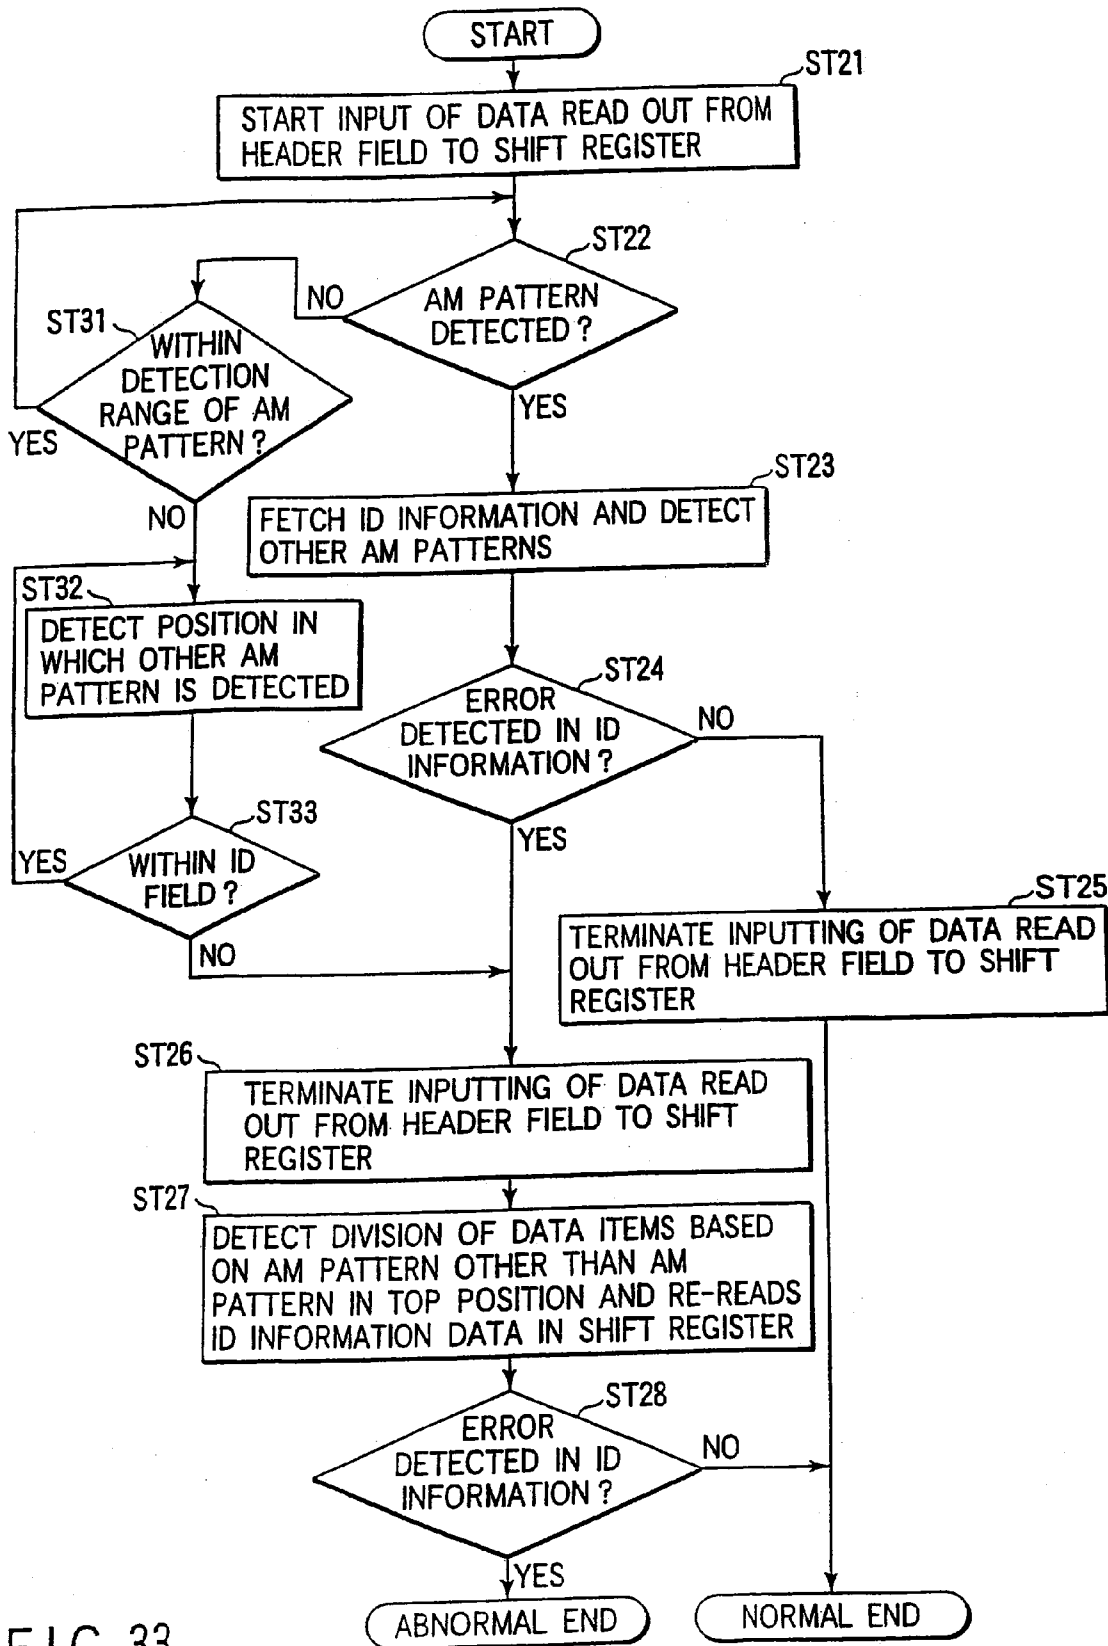 START
ST21
START INPUT OF DATA READ OUT FROM
HEADER FIELD TO SHIFT REGISTER
ST22
AM PATTERN
DETECTED?
NO
YES
ST31
WITHIN
DETECTION
RANGE OF AM
PATTERN?
YES
NO
ST23
FETCH ID INFORMATION AND DETECT
OTHER AM PATTERNS
ST32
DETECT POSITION IN
WHICH OTHER AM
PATTERN IS DETECTED
ST24
ERROR
DETECTED IN ID
INFORMATION?
NO
YES
ST33
WITHIN ID
FIELD?
YES
NO
ST25
TERMINATE INPUTTING OF DATA READ
OUT FROM HEADER FIELD TO SHIFT
REGISTER
ST26
TERMINATE INPUTTING OF DATA READ
OUT FROM HEADER FIELD TO SHIFT
REGISTER
ST27
DETECT DIVISION OF DATA ITEMS BASED
ON AM PATTERN OTHER THAN AM
PATTERN IN TOP POSITION AND RE-READS
ID INFORMATION DATA IN SHIFT REGISTER
ST28
ERROR
DETECTED IN ID
INFORMATION?
NO
YES
ABNORMAL END
NORMAL END
FIG. 33